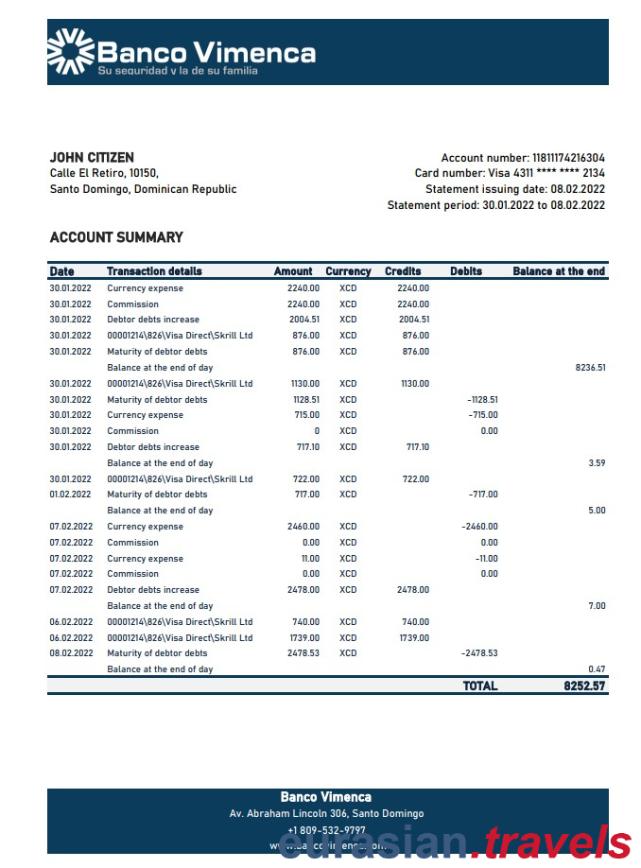 Banco Vimenca
Su seguridad y la de su familia
JOHN CITIZEN
Calle El Retiro, 10150,
Santo Domingo, Dominican Republic
Account number: 11811174216304
Card number: Visa 4311 **** **** 2134
Statement issuing date: 08.02.2022
Statement period: 30.01.2022 to 08.02.2022
ACCOUNT SUMMARY
Date Transaction details Amount Currency Credits Debits Balance at the end
30.01.2022 Currency expense 2240.00 XCD 2240.00
30.01.2022 Commission 2240.00 XCD 2240.00
30.01.2022 Debtor debts increase 2004.51 XCD 2004.51
30.01.2022 00001214\826\Visa Direct\Skrill Ltd 876.00 XCD 876.00
30.01.2022 Maturity of debtor debts 876.00 XCD 876.00
Balance at the end of day 8236.51
30.01.2022 00001214\826\Visa Direct\Skrill Ltd 1130.00 XCD 1130.00
30.01.2022 Maturity of debtor debts 1128.51 XCD -1128.51
30.01.2022 Currency expense 715.00 XCD -715.00
30.01.2022 Commission 0 XCD 0.00
30.01.2022 Debtor debts increase 717.10 XCD 717.10
Balance at the end of day 3.59
30.01.2022 00001214\826\Visa Direct\Skrill Ltd 722.00 XCD 722.00
01.02.2022 Maturity of debtor debts 717.00 XCD -717.00
Balance at the end of day 5.00
07.02.2022 Currency expense 2460.00 XCD -2460.00
07.02.2022 Commission 0.00 XCD 0.00
07.02.2022 Currency expense 11.00 XCD -11.00
07.02.2022 Commission 0.00 XCD 0.00
07.02.2022 Debtor debts increase 2478.00 XCD 2478.00
Balance at the end of day 7.00
06.02.2022 00001214\826\Visa Direct\Skrill Ltd 740.00 XCD 740.00
06.02.2022 00001214\826\Visa Direct\Skrill Ltd 1739.00 XCD 1739.00
08.02.2022 Maturity of debtor debts 2478.53 XCD -2478.53
Balance at the end of day 0.47
TOTAL 8252.57
Banco Vimenca
Av. Abraham Lincoln 306, Santo Domingo
+1 809-532-9797
eurasian.travels